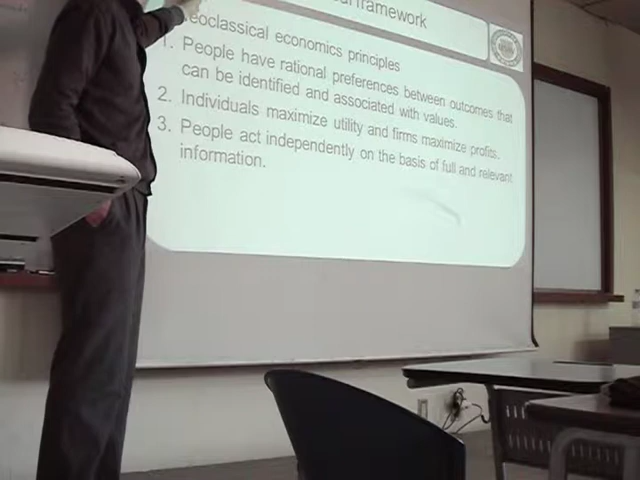 framework
eoclassical economics principles
1. People have rational preferences between outcomes that
can be identified and associated with values.
2. Individuals maximize utility and firms maximize profits.
3. People act independently on the basis of full and relevant
information.